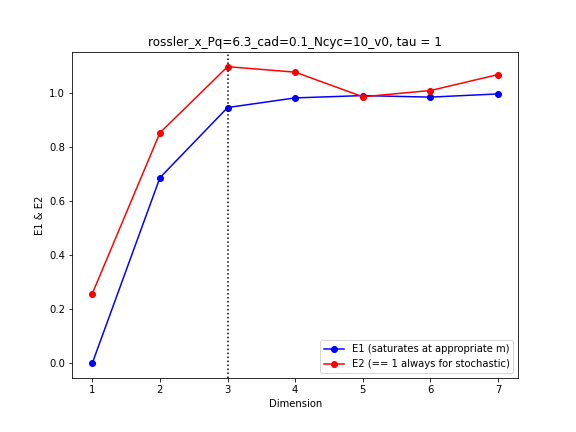 rossler_x_Pq=6.3_cad=0.1_Ncyc=10_v0, tau = 1
1.0
0.8
0.6
0.4
0.2
0.0
E1 & E2
E1 (saturates at appropriate m)
E2 (== 1 always for stochastic)
1 2 3 4 5 6 7
Dimension